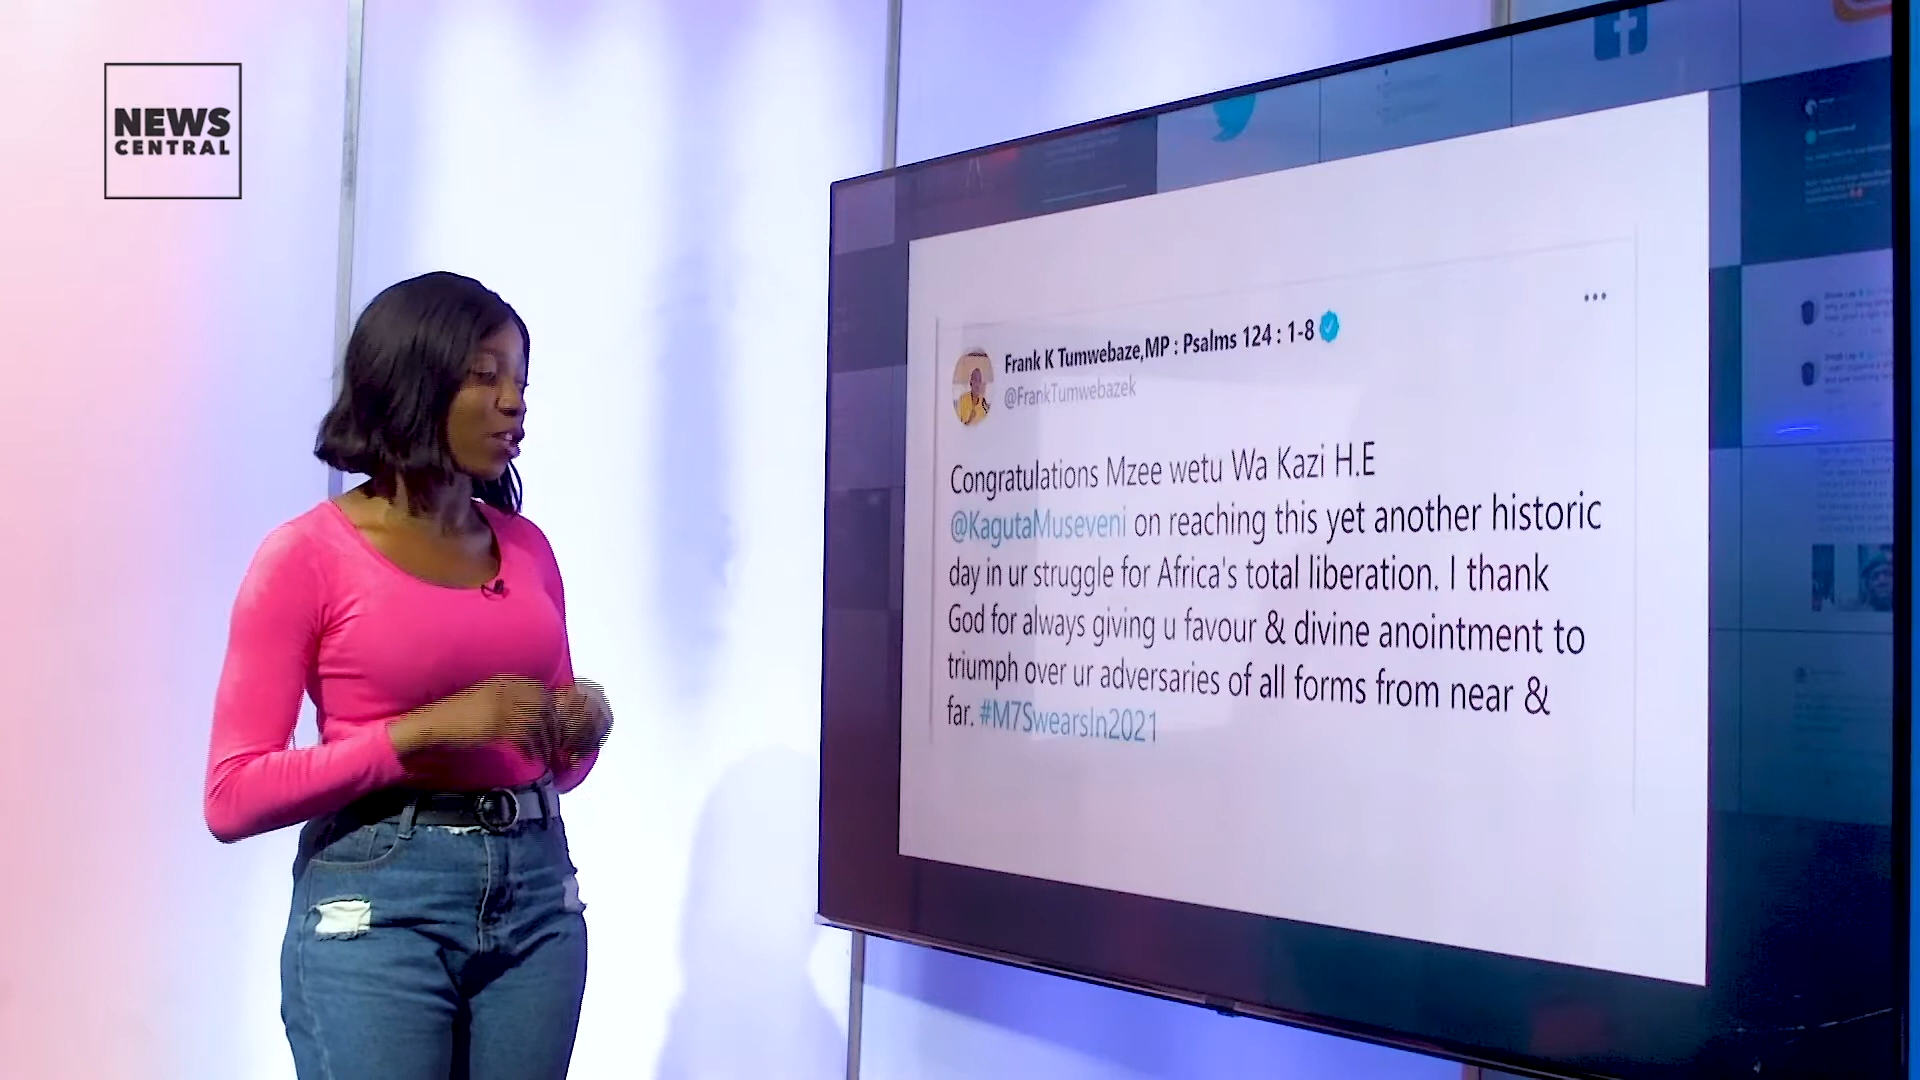 NEWS
CENTRAL
Frank K Tumwebaze,MP : Psalms 124 : 1-8
@FrankTumwebazek
Congratulations Mzee wetu Wa Kazi H.E
@KagutaMuseveni on reaching this yet another historic
day in ur struggle for Africa's total liberation. I thank
God for always giving u favour & divine anointment to
triumph over ur adversaries of all forms from near &
far. #M7SwearsIn2021